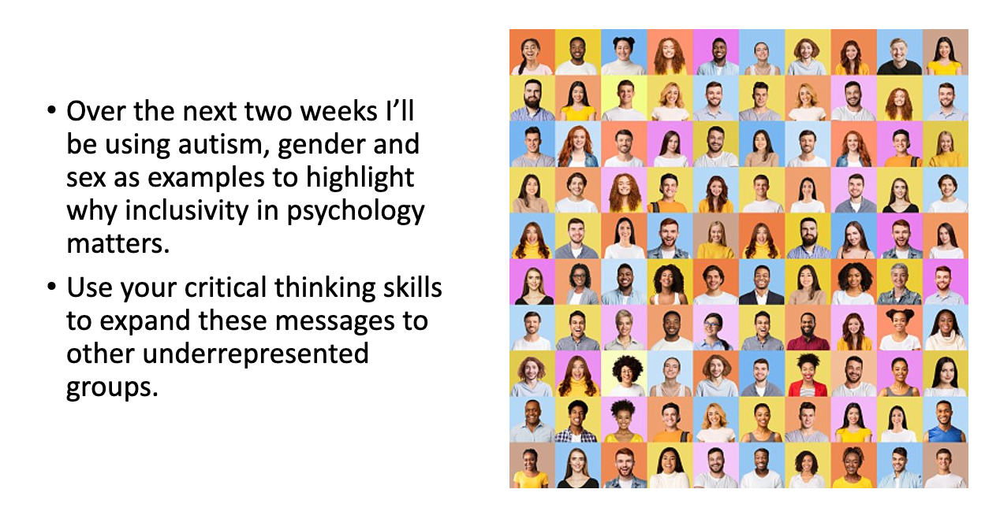 • Over the next two weeks I’ll
be using autism, gender and
sex as examples to highlight
why inclusivity in psychology
matters.
• Use your critical thinking skills
to expand these messages to
other underrepresented
groups.